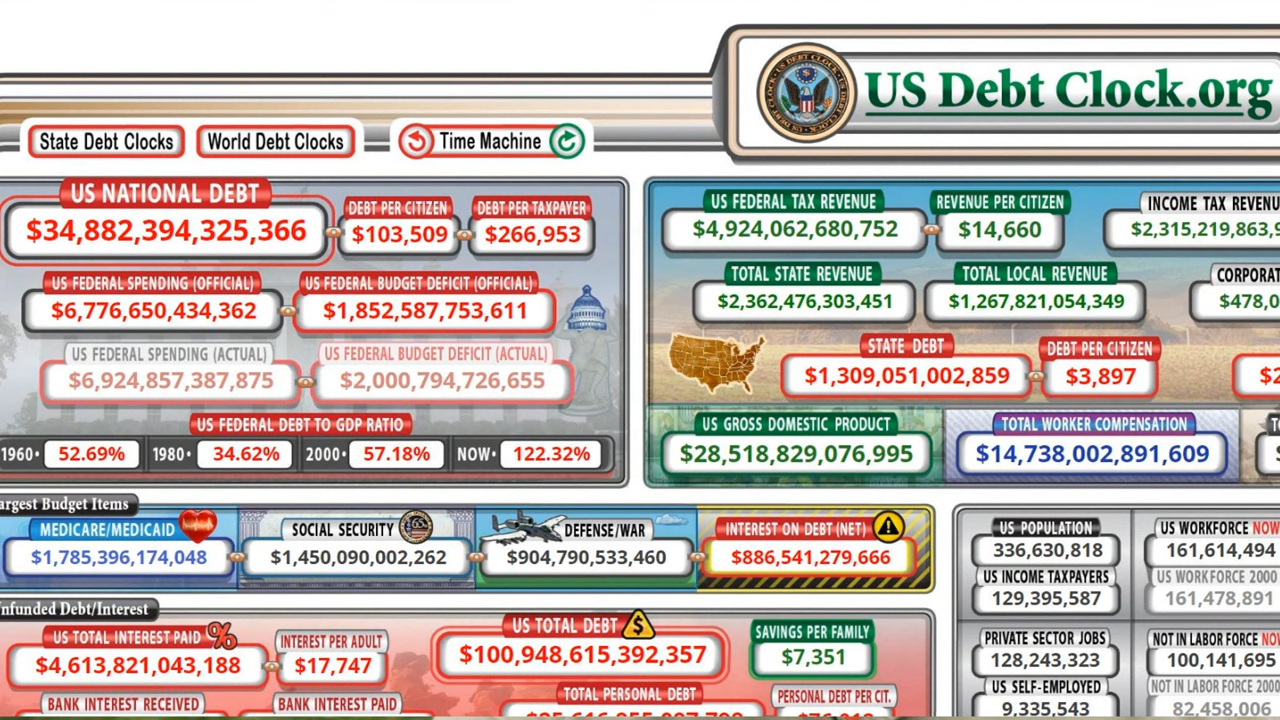 US Debt Clock.org
State Debt Clocks
World Debt Clocks
Time Machine
US NATIONAL DEBT
$34,882,394,325,366
DEBT PER CITIZEN
$103,509
DEBT PER TAXPAYER
$266,953
US FEDERAL SPENDING (OFFICIAL)
$6,776,650,434,362
US FEDERAL BUDGET DEFICIT (OFFICIAL)
$1,852,587,753,611
US FEDERAL SPENDING (ACTUAL)
$6,924,857,387,875
US FEDERAL BUDGET DEFICIT (ACTUAL)
$2,000,794,726,655
US FEDERAL DEBT TO GDP RATIO
1960• 52.69% 1980• 34.62% 2000• 57.18% NOW• 122.32%
US FEDERAL TAX REVENUE
$4,924,062,680,752
REVENUE PER CITIZEN
$14,660
INCOME TAX REVENU
$2,315,219,863,9
TOTAL STATE REVENUE
$2,362,476,303,451
TOTAL LOCAL REVENUE
$1,267,821,054,349
CORPORAT
$478,0
STATE DEBT
$1,309,051,002,859
DEBT PER CITIZEN
$3,897
$2
US GROSS DOMESTIC PRODUCT
$28,518,829,076,995
TOTAL WORKER COMPENSATION
$14,738,002,891,609
argest Budget Items
MEDICARE/MEDICAID
$1,785,396,174,048
SOCIAL SECURITY
$1,450,090,002,262
DEFENSE/WAR
$904,790,533,460
INTEREST ON DEBT (NET)
$886,541,279,666
US POPULATION
336,630,818
US WORKFORCE NOW
161,614,494
US INCOME TAXPAYERS
129,395,587
US WORKFORCE 2000
161,478,891
PRIVATE SECTOR JOBS
128,243,323
NOT IN LABOR FORCE NO
100,141,695
US SELF-EMPLOYED
9,335,543
NOT IN LABOR FORCE 2000
82,458,006
nfunded Debt/Interest
US TOTAL INTEREST PAID
$4,613,821,043,188
INTEREST PER ADULT
$17,747
US TOTAL DEBT
$100,948,615,392,357
SAVINGS PER FAMILY
$7,351
BANK INTEREST RECEIVED
BANK INTEREST PAID
TOTAL PERSONAL DEBT
PERSONAL DEBT PER CIT.